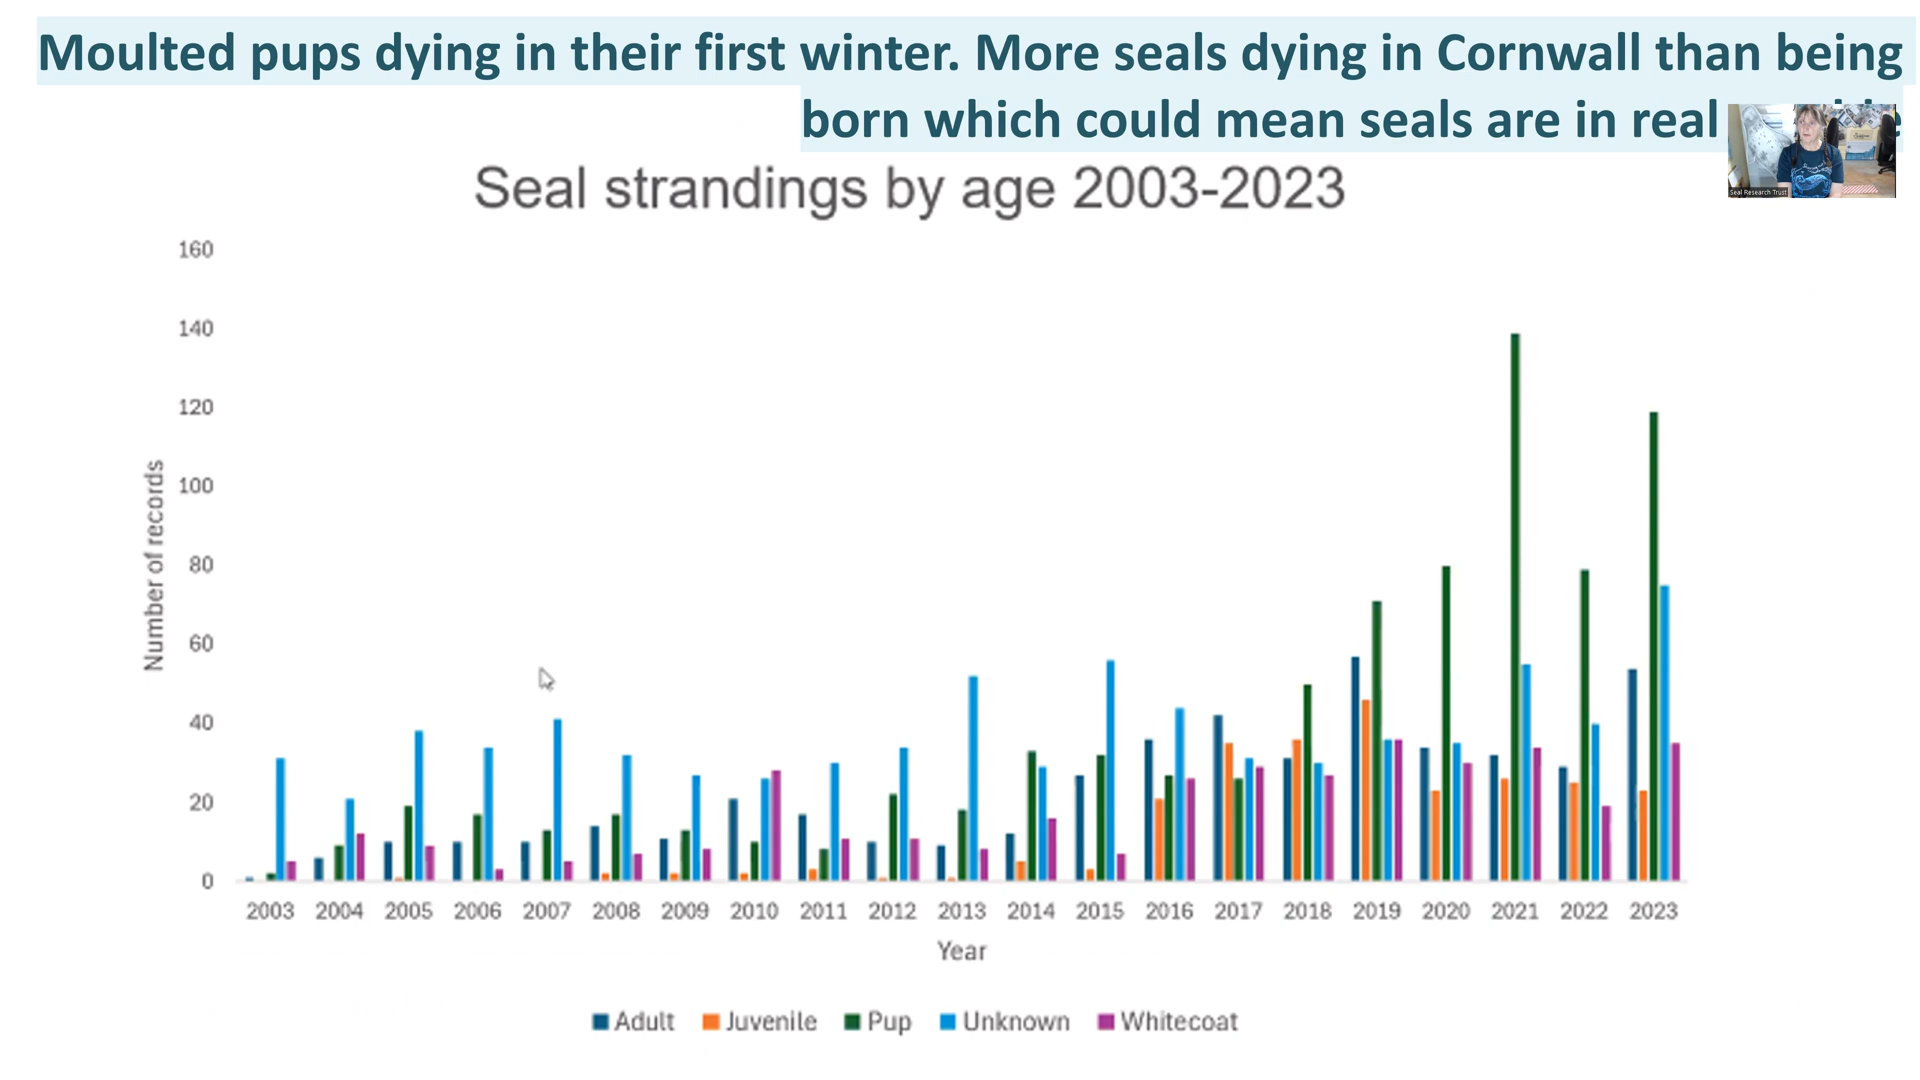 Moulted pups dying in their first winter. More seals dying in Cornwall than being
born which could mean seals are in real
Seal Research Trust
Seal strandings by age 2003-2023
160
140
120
100
80
60
40
20
0
Number of records
2003 2004 2005 2006 2007 2008 2009 2010 2011 2012 2013 2014 2015 2016 2017 2018 2019 2020 2021 2022 2023
Year
Adult Juvenile Pup Unknown Whitecoat